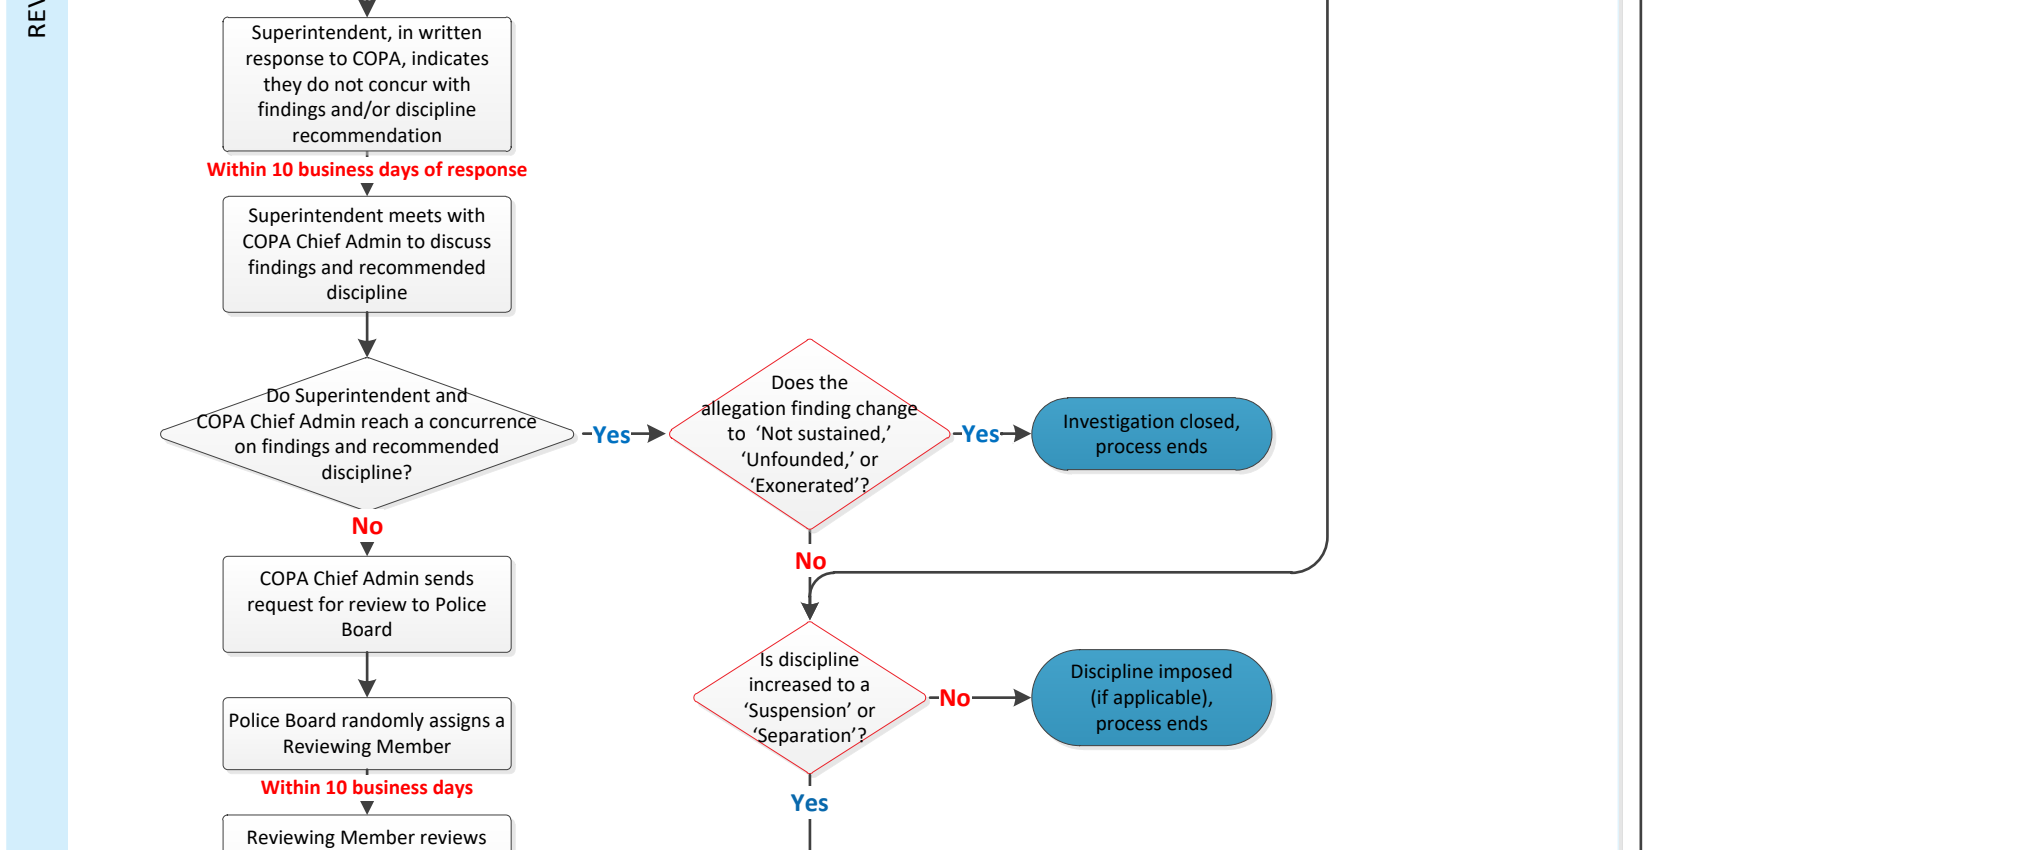 REV
Superintendent, in written
response to COPA, indicates
they do not concur with
findings and/or discipline
recommendation
Within 10 business days of response
Superintendent meets with
COPA Chief Admin to discuss
findings and recommended
discipline
Do Superintendent and
COPA Chief Admin reach a concurrence
on findings and recommended
discipline?
Yes
Does the
allegation finding change
to ‘Not sustained,’
‘Unfounded,’ or
‘Exonerated’?
Yes
Investigation closed,
process ends
No
No
COPA Chief Admin sends
request for review to Police
Board
Is discipline
increased to a
‘Suspension’ or
‘Separation’?
No
Discipline imposed
(if applicable),
process ends
Police Board randomly assigns a
Reviewing Member
Within 10 business days
Yes
Reviewing Member reviews